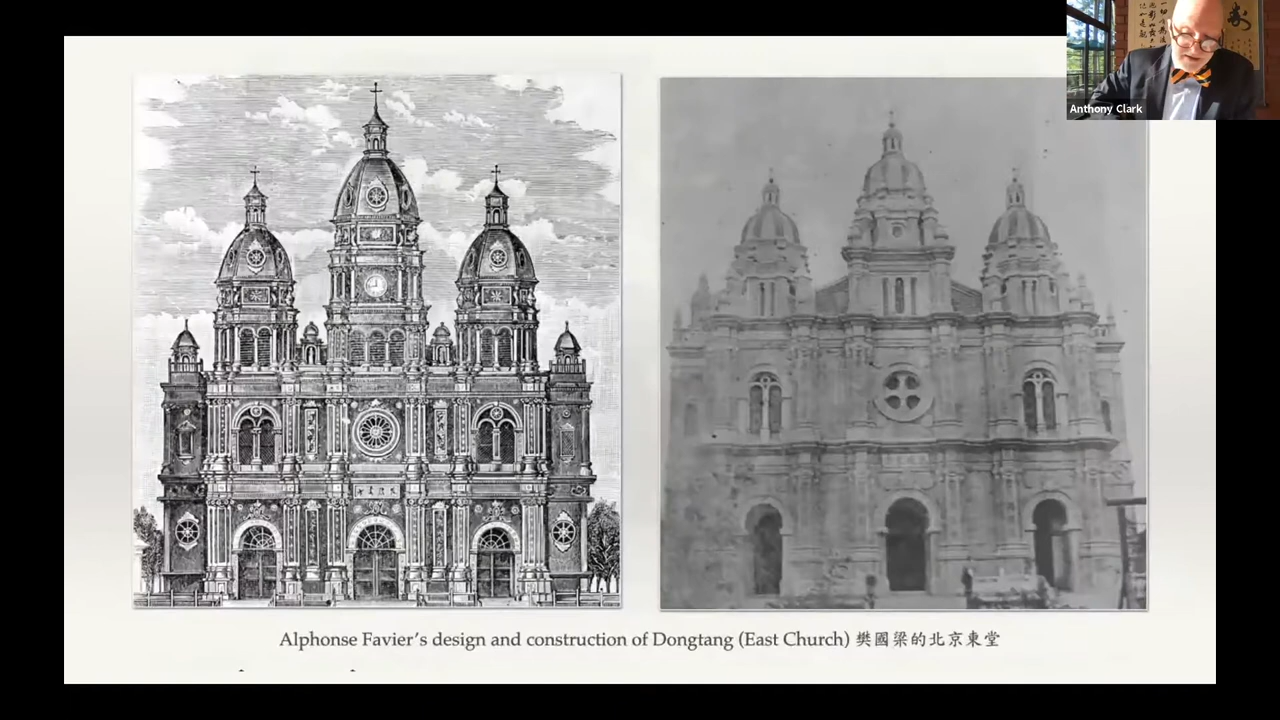 Anthony Clark
Alphonse Favier's design and construction of Dongtang (East Church) 樊國梁的北京東堂